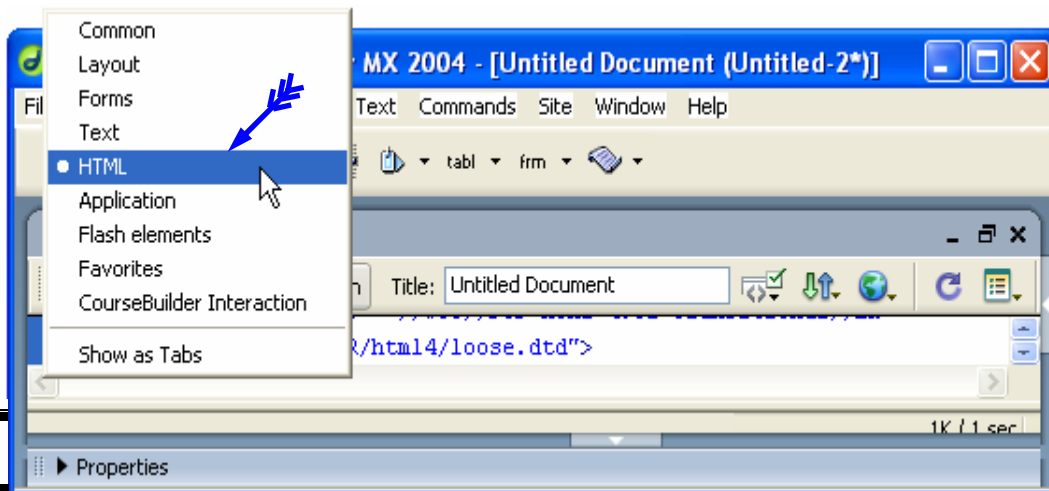 Common
Layout
Forms
Text
HTML
Application
Flash elements
Favorites
CourseBuilder Interaction
Show as Tabs
MX 2004 - [Untitled Document (Untitled-2*)]
Text Commands Site Window Help
tabl frm
Title: Untitled Document
/html4/loose.dtd">
1K / 1 sec
Properties